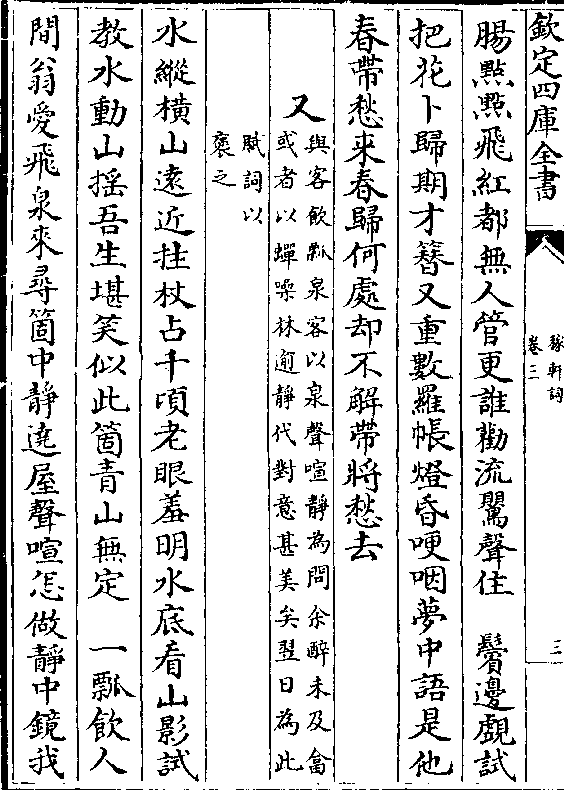 欽定四庫全書
稼軒詞
卷三
三
腸㸃㸃飛紅都無人管更誰勸流鶯聲住　鬢邊覷試
把花卜歸期才簪又重數羅帳燈昏哽咽夢中語是他
春帶愁來春歸何處却不解帶將愁去
又
與客飲瓢泉客以泉聲喧靜為問余醉未及畣
或者以蟬噪林逾靜代對意甚美矣翌日為此
賦詞以
褒之
水縱橫山遠近拄杖占千頃老眼羞明水底看山影試
教水動山揺吾生堪笑似此箇青山無定　一瓢飲人
間翁愛飛泉來尋箇中靜遶屋聲喧怎做靜中鏡我